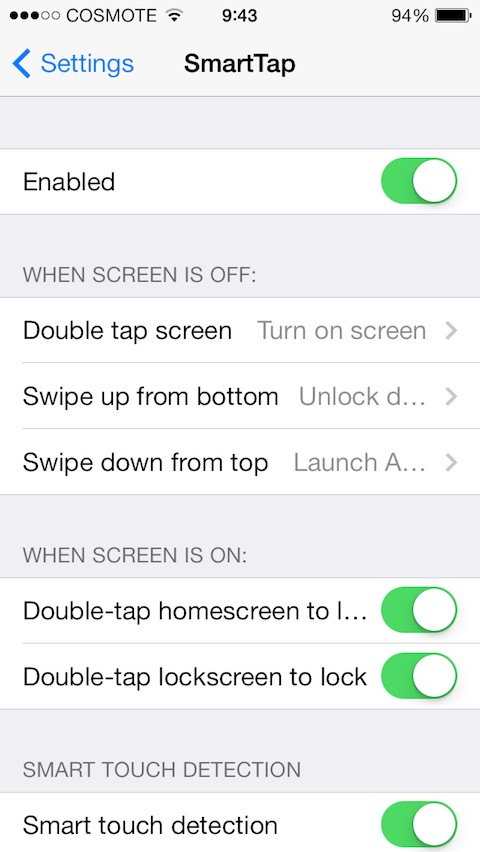 COSMOTE 9:43 94%
Settings SmartTap
Enabled
WHEN SCREEN IS OFF:
Double tap screen Turn on screen
Swipe up from bottom Unlock d...
Swipe down from top Launch A...
WHEN SCREEN IS ON:
Double-tap homescreen to l...
Double-tap lockscreen to lock
SMART TOUCH DETECTION
Smart touch detection